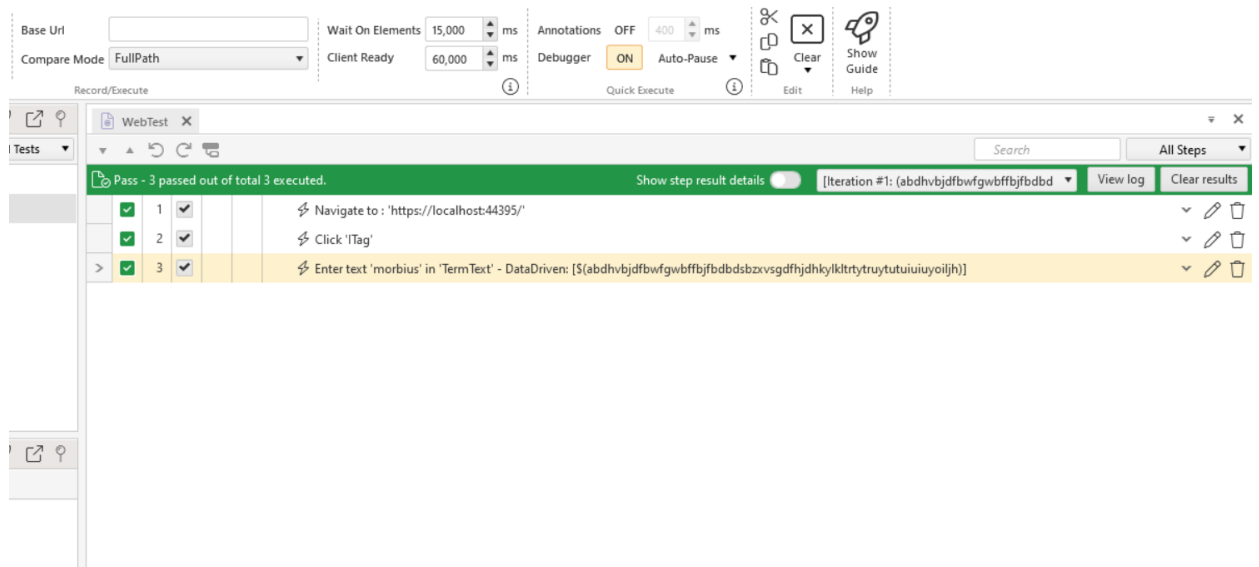 Base Url
Wait On Elements 15,000 ms
Annotations OFF 400 ms
Compare Mode FullPath
Client Ready 60,000 ms
Debugger ON Auto-Pause
Clear
Show Guide
Record/Execute
Quick Execute
Edit
Help
WebTest
Tests
Search
All Steps
Pass - 3 passed out of total 3 executed.
Show step result details
[Iteration #1: (abdhvbjdfbwfgwbffbjfbdbd
View log
Clear results
1 Navigate to : 'https://localhost:44395/'
2 Click 'ITag'
3 Enter text 'morbius' in 'TermText' - DataDriven: [$(abdhvbjdfbwfgwbffbjfbdbdsbzxvsgdfhjdhkylkltrtytruytutuiuiuyoiljh)]